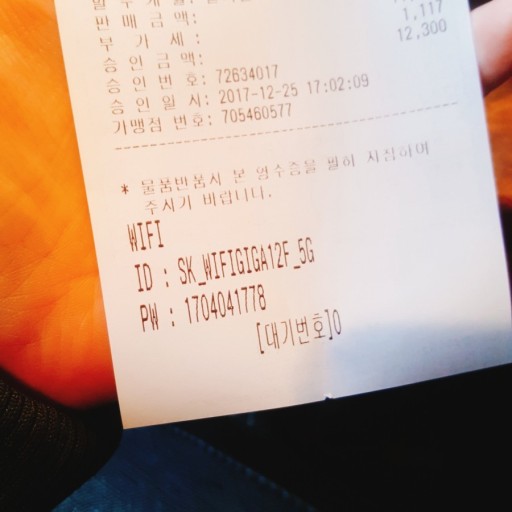 판 매 금 액:
부 가 세 : 1,117
승 인 금 액: 12,300
승 인 번 호: 72634017
승 인 일 시: 2017-12-25 17:02:09
가맹점 번호: 705460577
* 물품반품시 본 영수증을 필히 지참하여
주시기 바랍니다.
WIFI
ID : SK_WIFIGIGA12F_5G
PW : 1704041778
[대기번호]0